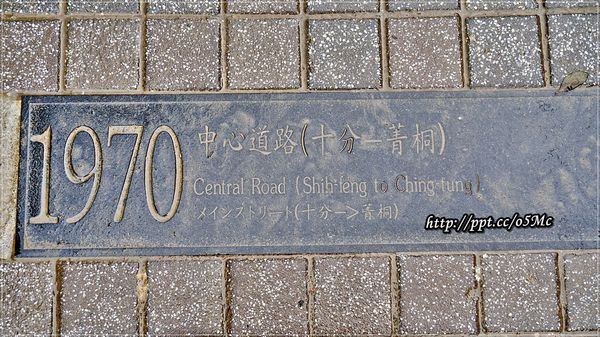 1970
中心道路(十分—菁桐)
Central Road (Shih-feng to Ching-tung)
メインストリート(十分->菁桐)
http://ppt.cc/o5Mc